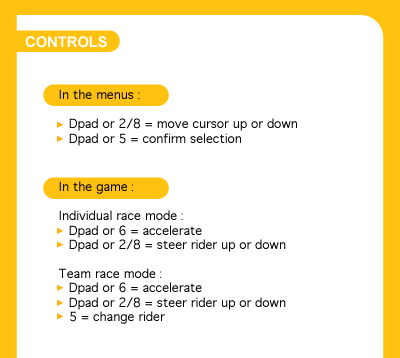 CONTROLS
In the menus :
Dpad or 2/8 = move cursor up or down
Dpad or 5 = confirm selection
In the game :
Individual race mode :
Dpad or 6 = accelerate
Dpad or 2/8 = steer rider up or down
Team race mode :
Dpad or 6 = accelerate
Dpad or 2/8 = steer rider up or down
5 = change rider